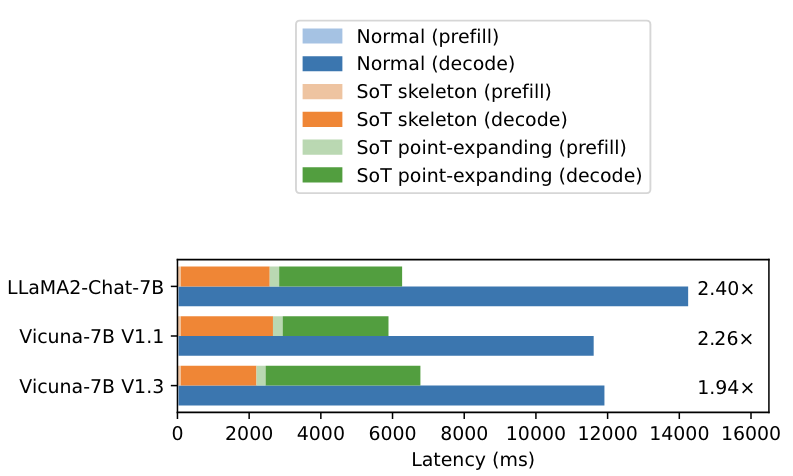 Normal (prefill)
Normal (decode)
SoT skeleton (prefill)
SoT skeleton (decode)
SoT point-expanding (prefill)
SoT point-expanding (decode)
LLaMA2-Chat-7B 2.40×
Vicuna-7B V1.1 2.26×
Vicuna-7B V1.3 1.94×
0 2000 4000 6000 8000 10000 12000 14000 16000
Latency (ms)